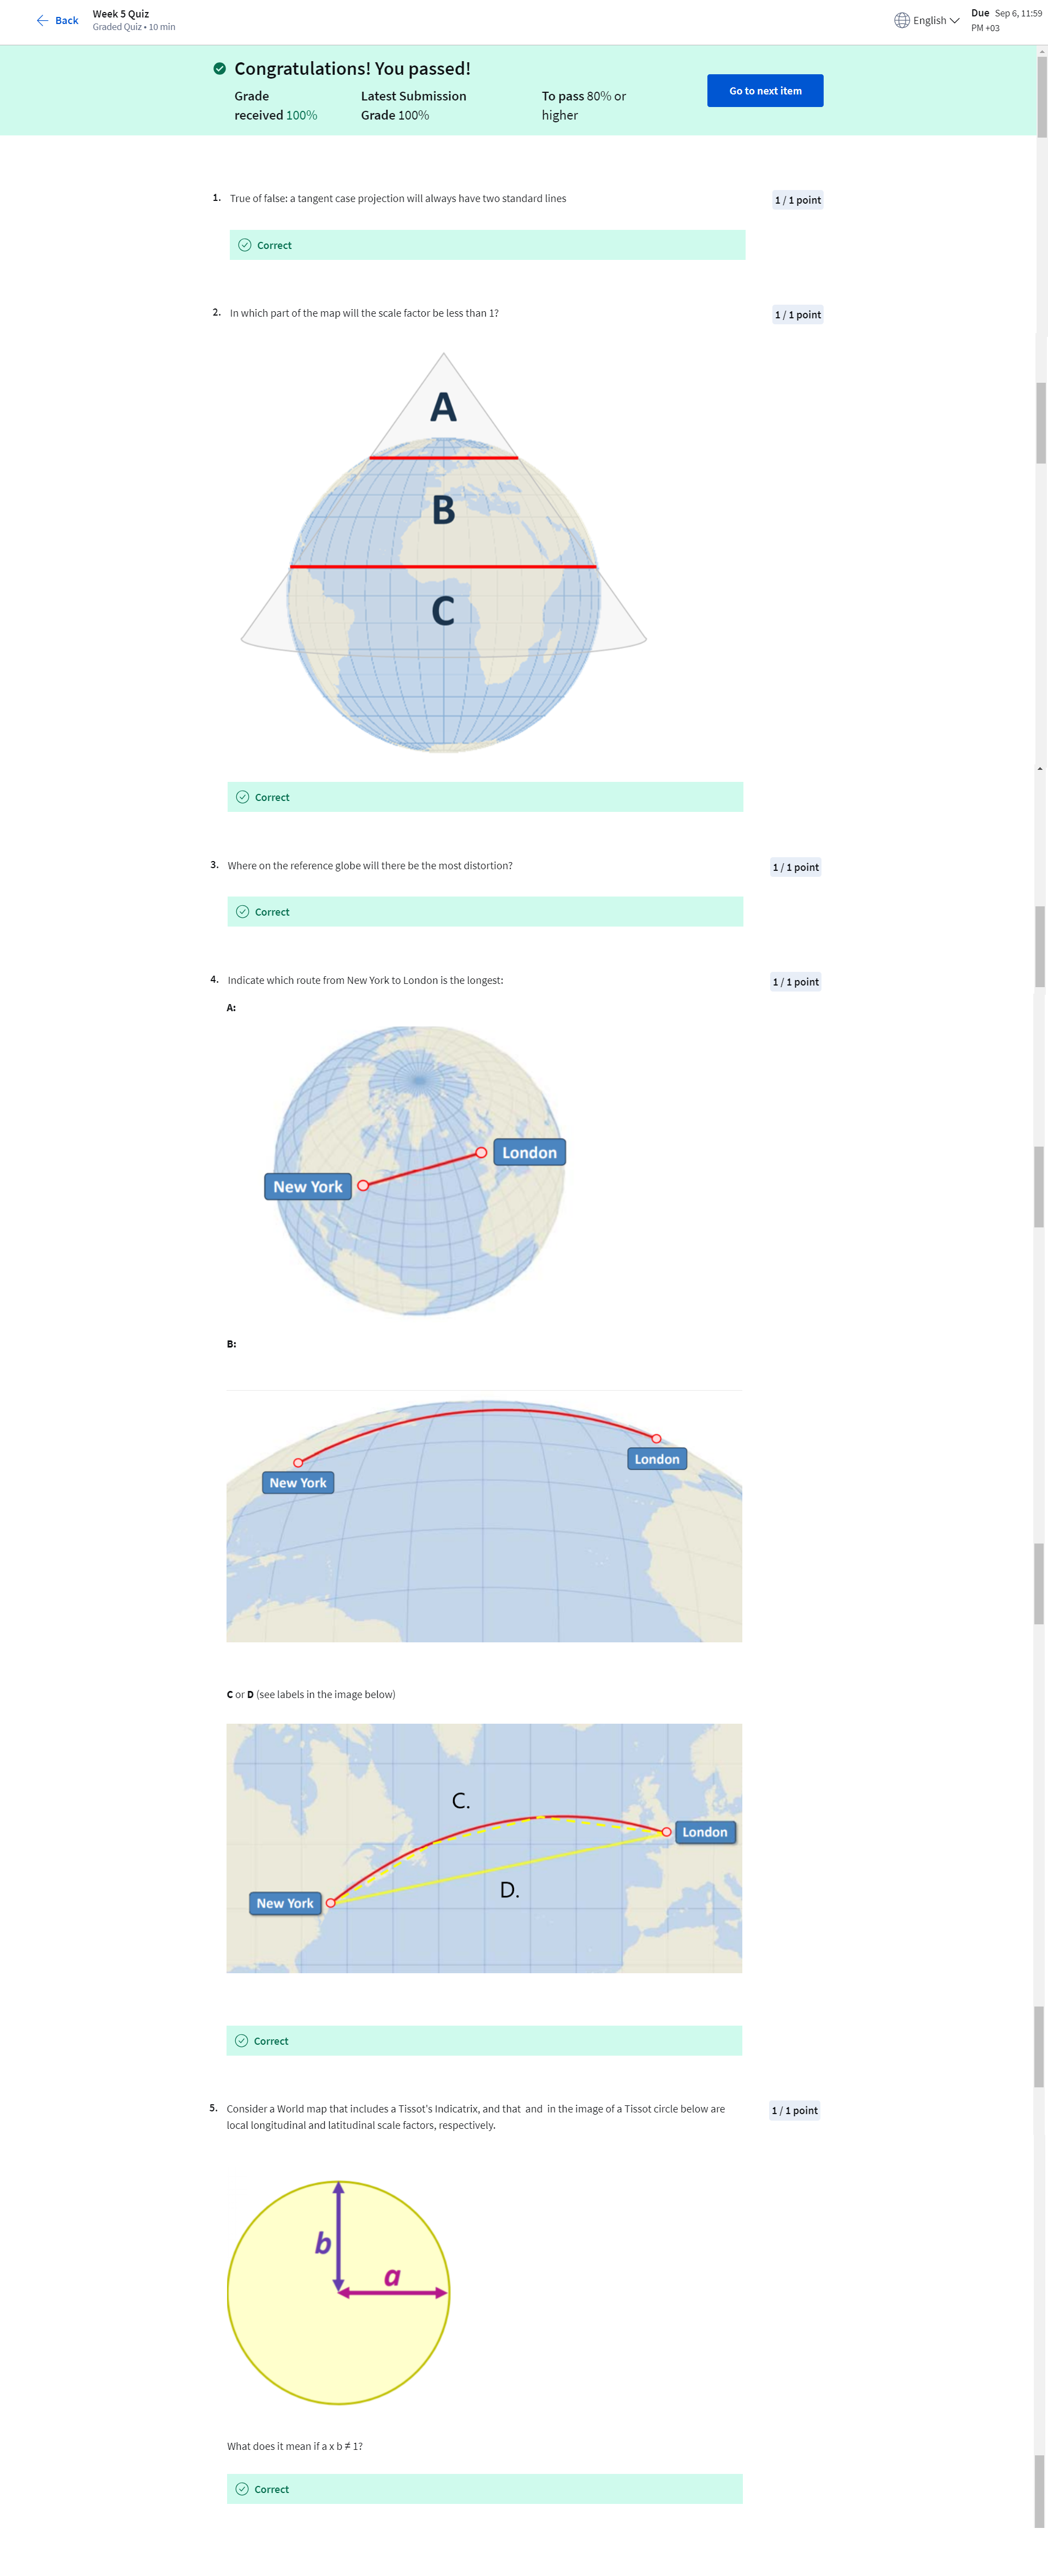 Back
Week 5 Quiz
Graded Quiz • 10 min
English
Due Sep 6, 11:59
PM +03
Congratulations! You passed!
Grade
received 100%
Latest Submission
Grade 100%
To pass 80% or
higher
Go to next item
1. True of false: a tangent case projection will always have two standard lines
1 / 1 point
Correct
2. In which part of the map will the scale factor be less than 1?
1 / 1 point
A
B
C
Correct
3. Where on the reference globe will there be the most distortion?
1 / 1 point
Correct
4. Indicate which route from New York to London is the longest:
1 / 1 point
A:
London
New York
B:
London
New York
C or D (see labels in the image below)
C.
London
D.
New York
Correct
5. Consider a World map that includes a Tissot's Indicatrix, and that and in the image of a Tissot circle below are
local longitudinal and latitudinal scale factors, respectively.
1 / 1 point
b
a
What does it mean if a x b ≠ 1?
Correct